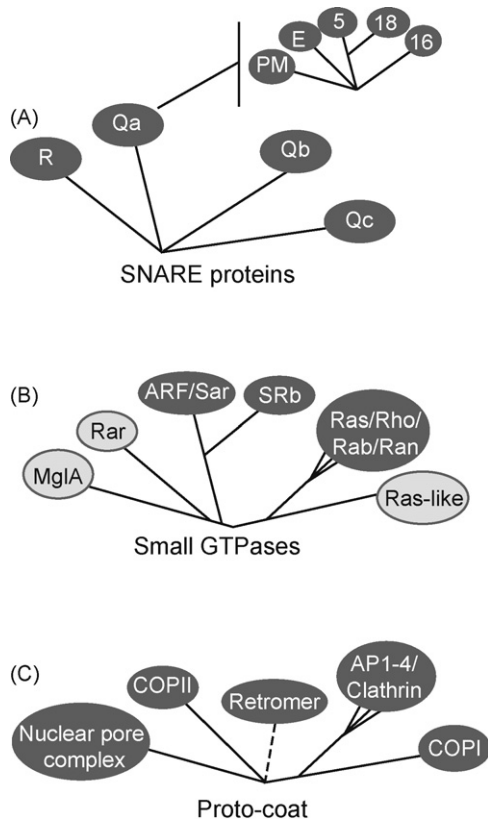 5
18
E
16
PM
(A)
Qa
R
Qb
Qc
SNARE proteins
(B)
ARF/Sar
SRb
Rar
Ras/Rho/
Rab/Ran
MglA
Ras-like
Small GTPases
(C)
AP1-4/
Clathrin
COPII
Retromer
Nuclear pore
complex
COPI
Proto-coat